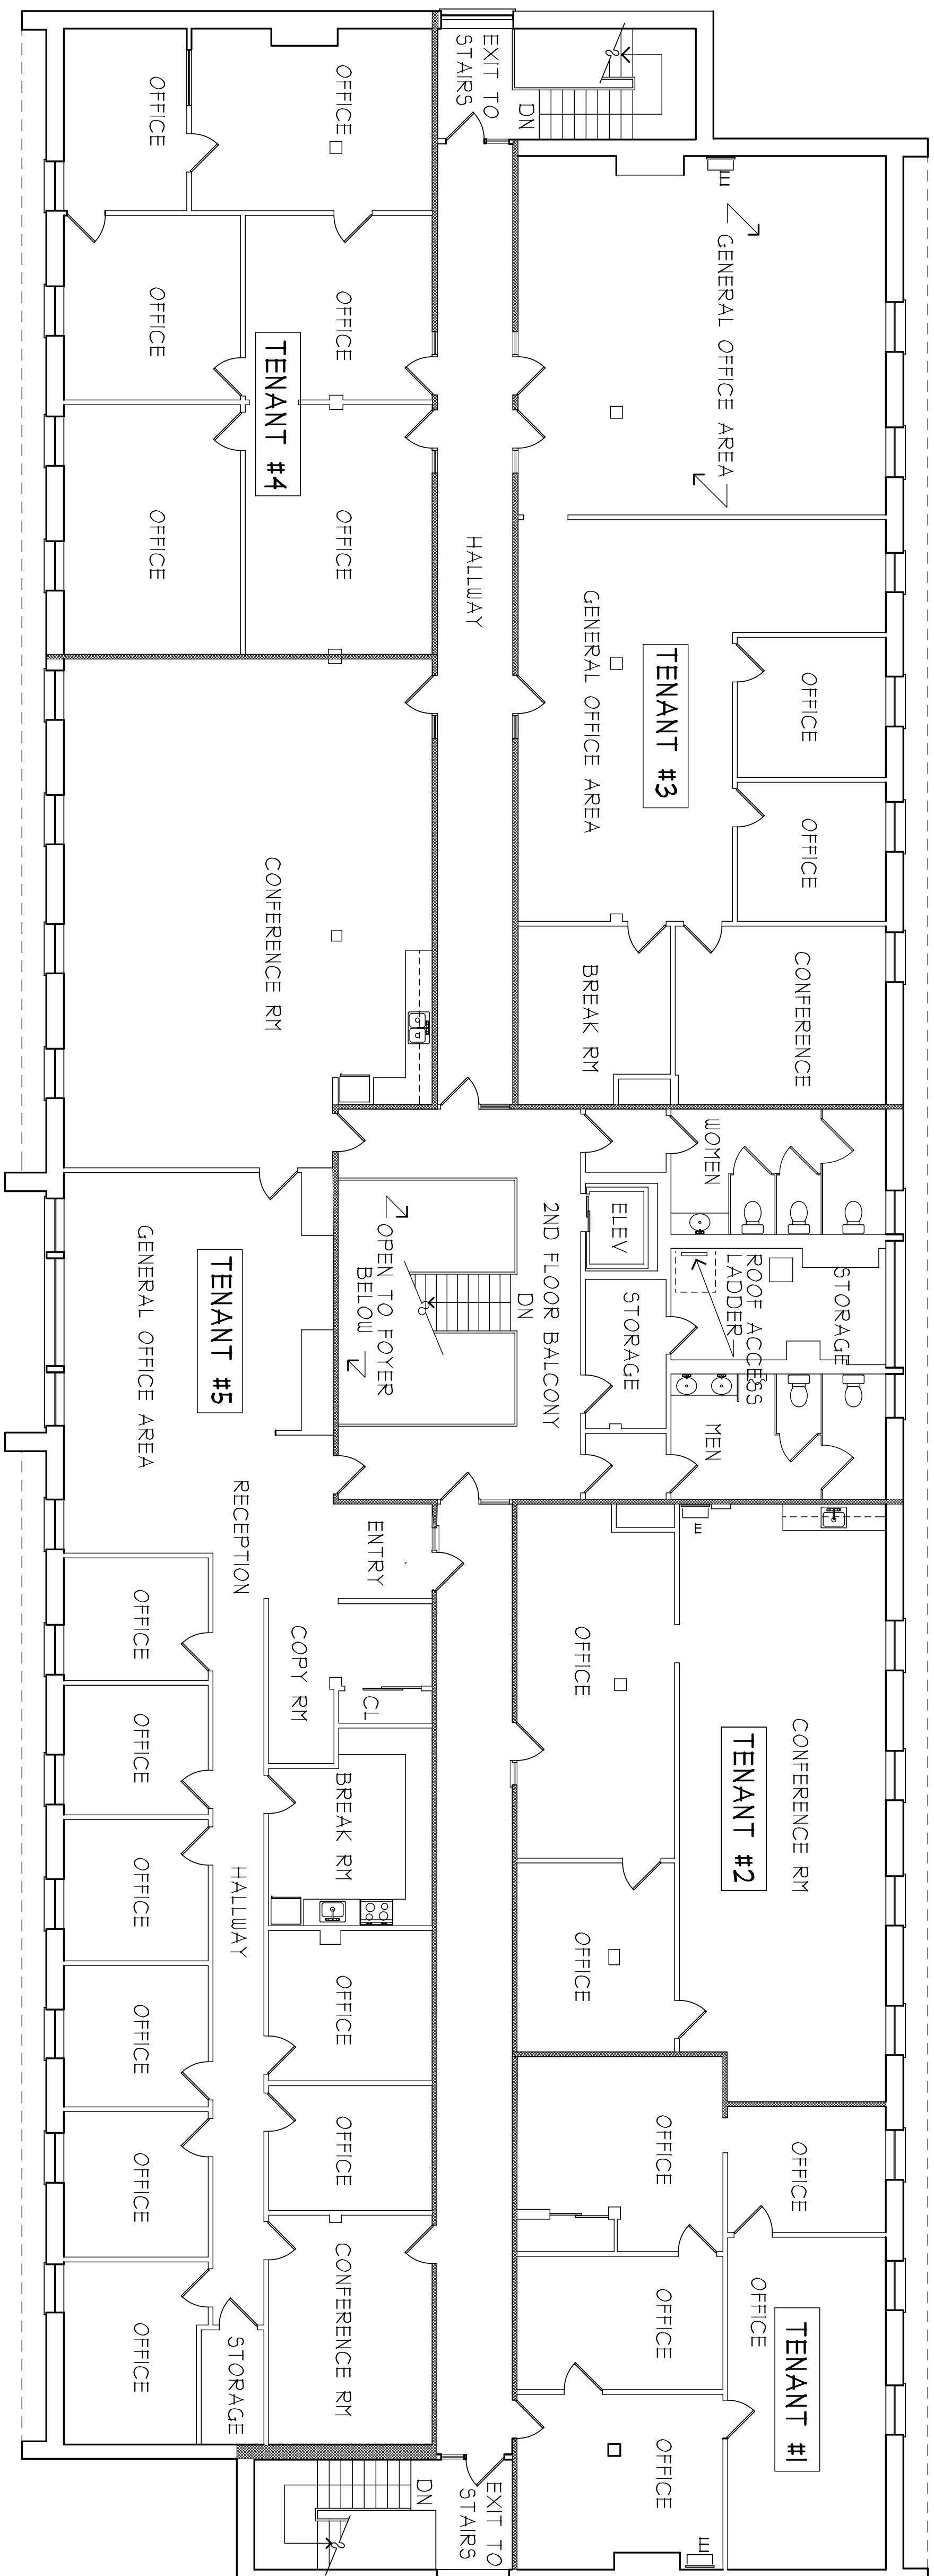 EXIT TO
STAIRS
DN
OFFICE
OFFICE
E
GENERAL OFFICE AREA
OFFICE
OFFICE
TENANT #4
OFFICE
OFFICE
HALLWAY
GENERAL OFFICE AREA
TENANT #3
OFFICE
OFFICE
CONFERENCE RM
BREAK RM
CONFERENCE
WOMEN
ELEV
2ND FLOOR BALCONY
DN
OPEN TO FOYER
BELOW
STORAGE
ROOF ACCESS
LADDER
STORAGE
MEN
GENERAL OFFICE AREA
TENANT #5
RECEPTION
ENTRY
E
OFFICE
COPY RM
CL
OFFICE
CONFERENCE RM
TENANT #2
OFFICE
BREAK RM
OFFICE
HALLWAY
OFFICE
OFFICE
OFFICE
OFFICE
OFFICE
OFFICE
OFFICE
OFFICE
CONFERENCE RM
OFFICE
OFFICE
TENANT #1
OFFICE
STORAGE
OFFICE
E
DN
EXIT TO
STAIRS